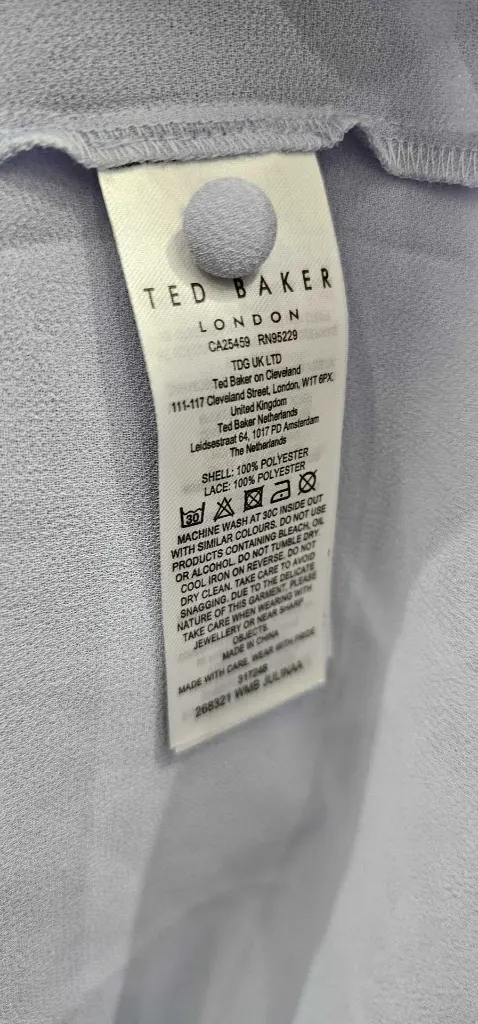 TED BAKER
LONDON
CA25459 RN95229
TDG UK LTD
Ted Baker on Cleveland
111-117 Cleveland Street, London, W1T 6PX,
United Kingdom
Ted Baker Netherlands
Leidsestraat 64, 1017 PD Amsterdam
The Netherlands
SHELL: 100% POLYESTER
LACE: 100% POLYESTER
30
MACHINE WASH AT 30C INSIDE OUT
WITH SIMILAR COLOURS. DO NOT USE
PRODUCTS CONTAINING BLEACH, OIL
OR ALCOHOL. DO NOT TUMBLE DRY.
COOL IRON ON REVERSE. DO NOT
DRY CLEAN. TAKE CARE TO AVOID
SNAGGING. DUE TO THE DELICATE
NATURE OF THIS GARMENT, PLEASE
TAKE CARE WHEN WEARING WITH
JEWELLERY OR NEAR SHARP
OBJECTS.
MADE IN CHINA
MADE WITH CARE, WEAR WITH PRIDE
317246
268321 WMB JULINAA